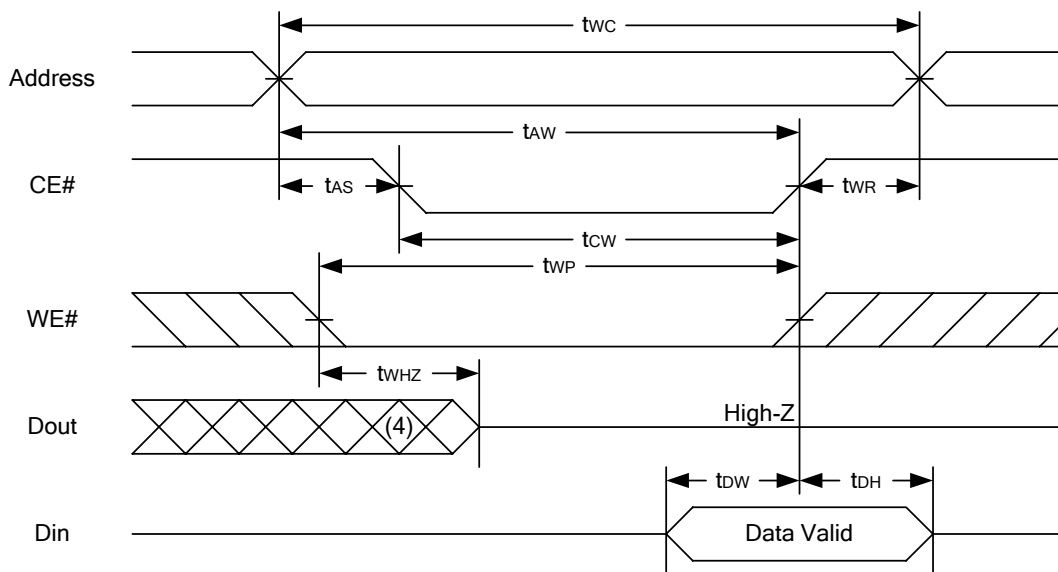 tWC
Address
tAW
CE#
tAS
tWR
tCW
tWP
WE#
tWHZ
Dout
(4)
High-Z
tDW
tDH
Din
Data Valid